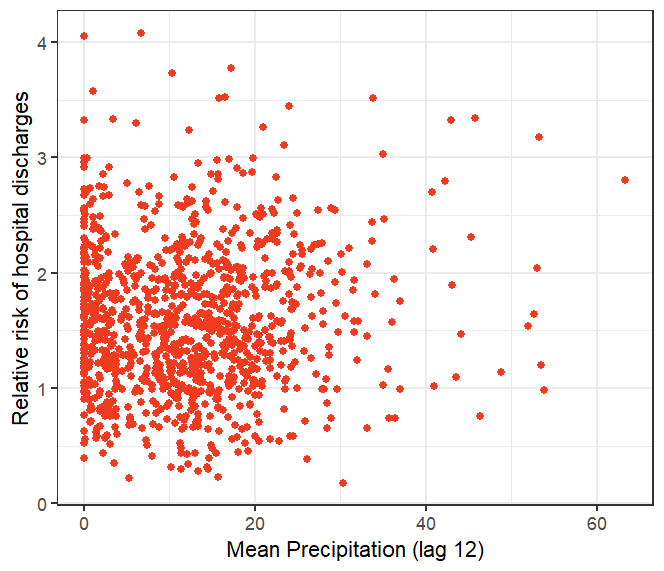 Relative risk of hospital discharges
4
3
2
1
0
0 20 40 60
Mean Precipitation (lag 12)